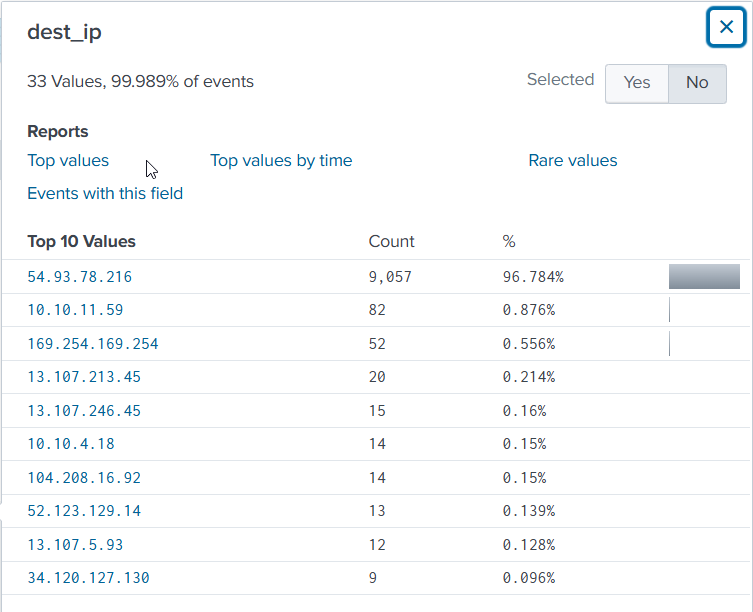 dest_ip
33 Values, 99.989% of events
Selected Yes No
Reports
Top values Top values by time Rare values
Events with this field
Top 10 Values Count %
54.93.78.216 9,057 96.784%
10.10.11.59 82 0.876%
169.254.169.254 52 0.556%
13.107.213.45 20 0.214%
13.107.246.45 15 0.16%
10.10.4.18 14 0.15%
104.208.16.92 14 0.15%
52.123.129.14 13 0.139%
13.107.5.93 12 0.128%
34.120.127.130 9 0.096%